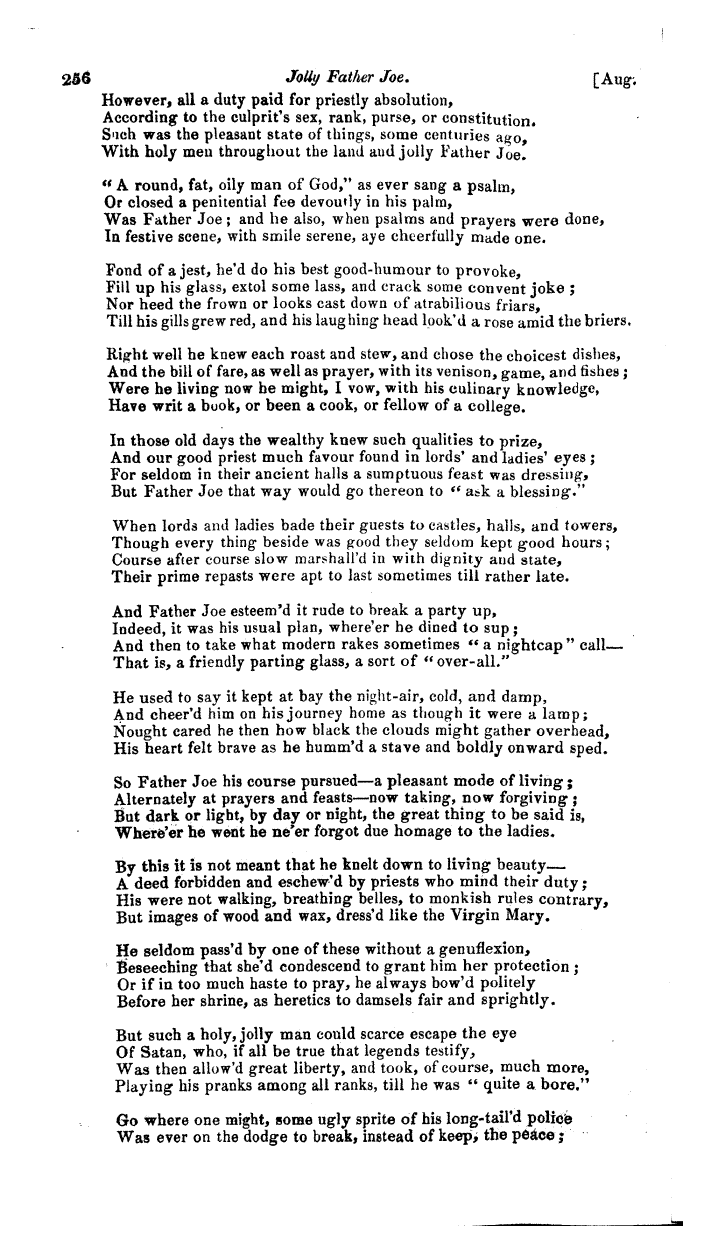 256 Jolly Father Joe. [Aug.
However, all a duty paid for priestly absolution,
According to the culprit's sex, rank, purse, or constitution.
Such was the pleasant state of things, some centuries ago,
With holy men throughout the land and jolly Father Joe.
“ A round, fat, oily man of God,” as ever sang a psalm,
Or closed a penitential fee devoutly in his palm,
Was Father Joe ; and he also, when psalms and prayers were done,
In festive scene, with smile serene, aye cheerfully made one.
Fond of a jest, he'd do his best good-humour to provoke,
Fill up his glass, extol some lass, and crack some convent joke ;
Nor heed the frown or looks cast down of atrabilious friars,
Till his gills grew red, and his laughing head look'd a rose amid the briers.
Right well he knew each roast and stew, and chose the choicest dishes,
And the bill of fare, as well as prayer, with its venison, game, and fishes ;
Were he living now he might, I vow, with his culinary knowledge,
Have writ a book, or been a cook, or fellow of a college.
In those old days the wealthy knew such qualities to prize,
And our good priest much favour found in lords' and ladies' eyes ;
For seldom in their ancient halls a sumptuous feast was dressing,
But Father Joe that way would go thereon to “ ask a blessing.”
When lords and ladies bade their guests to castles, halls, and towers,
Though every thing beside was good they seldom kept good hours ;
Course after course slow marshall'd in with dignity and state,
Their prime repasts were apt to last sometimes till rather late.
And Father Joe esteem'd it rude to break a party up,
Indeed, it was his usual plan, where'er he dined to sup ;
And then to take what modern rakes sometimes “ a nightcap ” call—
That is, a friendly parting glass, a sort of “ over-all.”
He used to say it kept at bay the night-air, cold, and damp,
And cheer'd him on his journey home as though it were a lamp ;
Nought cared he then how black the clouds might gather overhead,
His heart felt brave as he humm'd a stave and boldly onward sped.
So Father Joe his course pursued—a pleasant mode of living ;
Alternately at prayers and feasts—now taking, now forgiving ;
But dark or light, by day or night, the great thing to be said is,
Where'er he went he ne'er forgot due homage to the ladies.
By this it is not meant that he knelt down to living beauty—
A deed forbidden and eschew'd by priests who mind their duty ;
His were not walking, breathing belles, to monkish rules contrary,
But images of wood and wax, dress'd like the Virgin Mary.
He seldom pass'd by one of these without a genuflexion,
Beseeching that she'd condescend to grant him her protection ;
Or if in too much haste to pray, he always bow'd politely
Before her shrine, as heretics to damsels fair and sprightly.
But such a holy, jolly man could scarce escape the eye
Of Satan, who, if all be true that legends testify,
Was then allow'd great liberty, and took, of course, much more,
Playing his pranks among all ranks, till he was “ quite a bore.”
Go where one might, some ugly sprite of his long-tail'd police
Was ever on the dodge to break, instead of keep, the peace ;